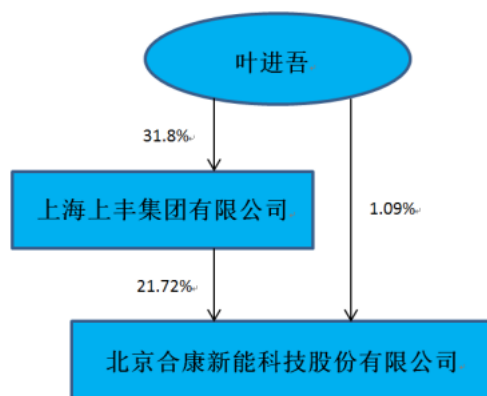 叶进吾
31.8%
上海上丰集团有限公司
1.09%
21.72%
北京合康新能科技股份有限公司